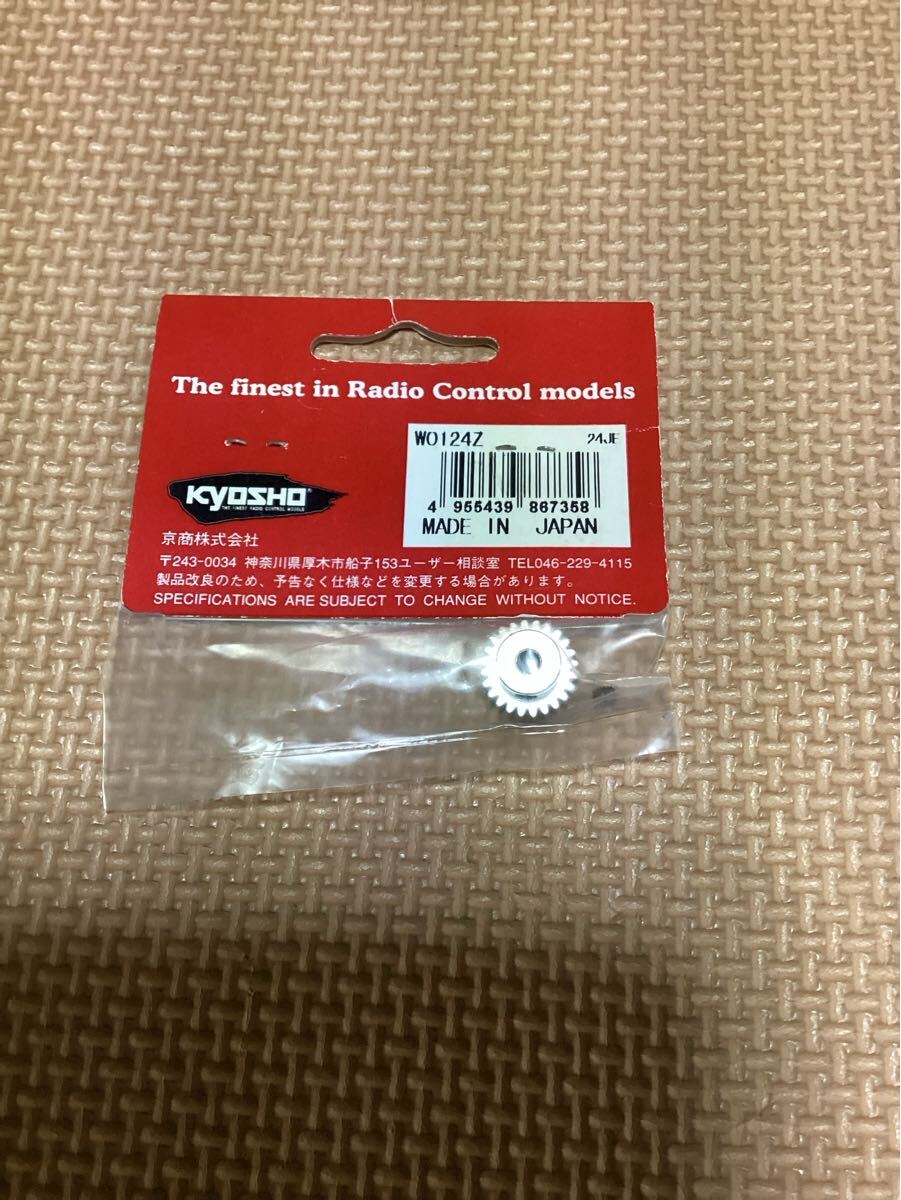 The finest in Radio Control models
W0124Z 24JE
4 955439 867358
MADE IN JAPAN
KYOSHO
THE FINEST RADIO CONTROL MODELS
京商株式会社
〒243-0034 神奈川県厚木市船子153ユーザー相談室 TEL046-229-4115
製品改良のため、予告なく仕様などを変更する場合があります。
SPECIFICATIONS ARE SUBJECT TO CHANGE WITHOUT NOTICE.